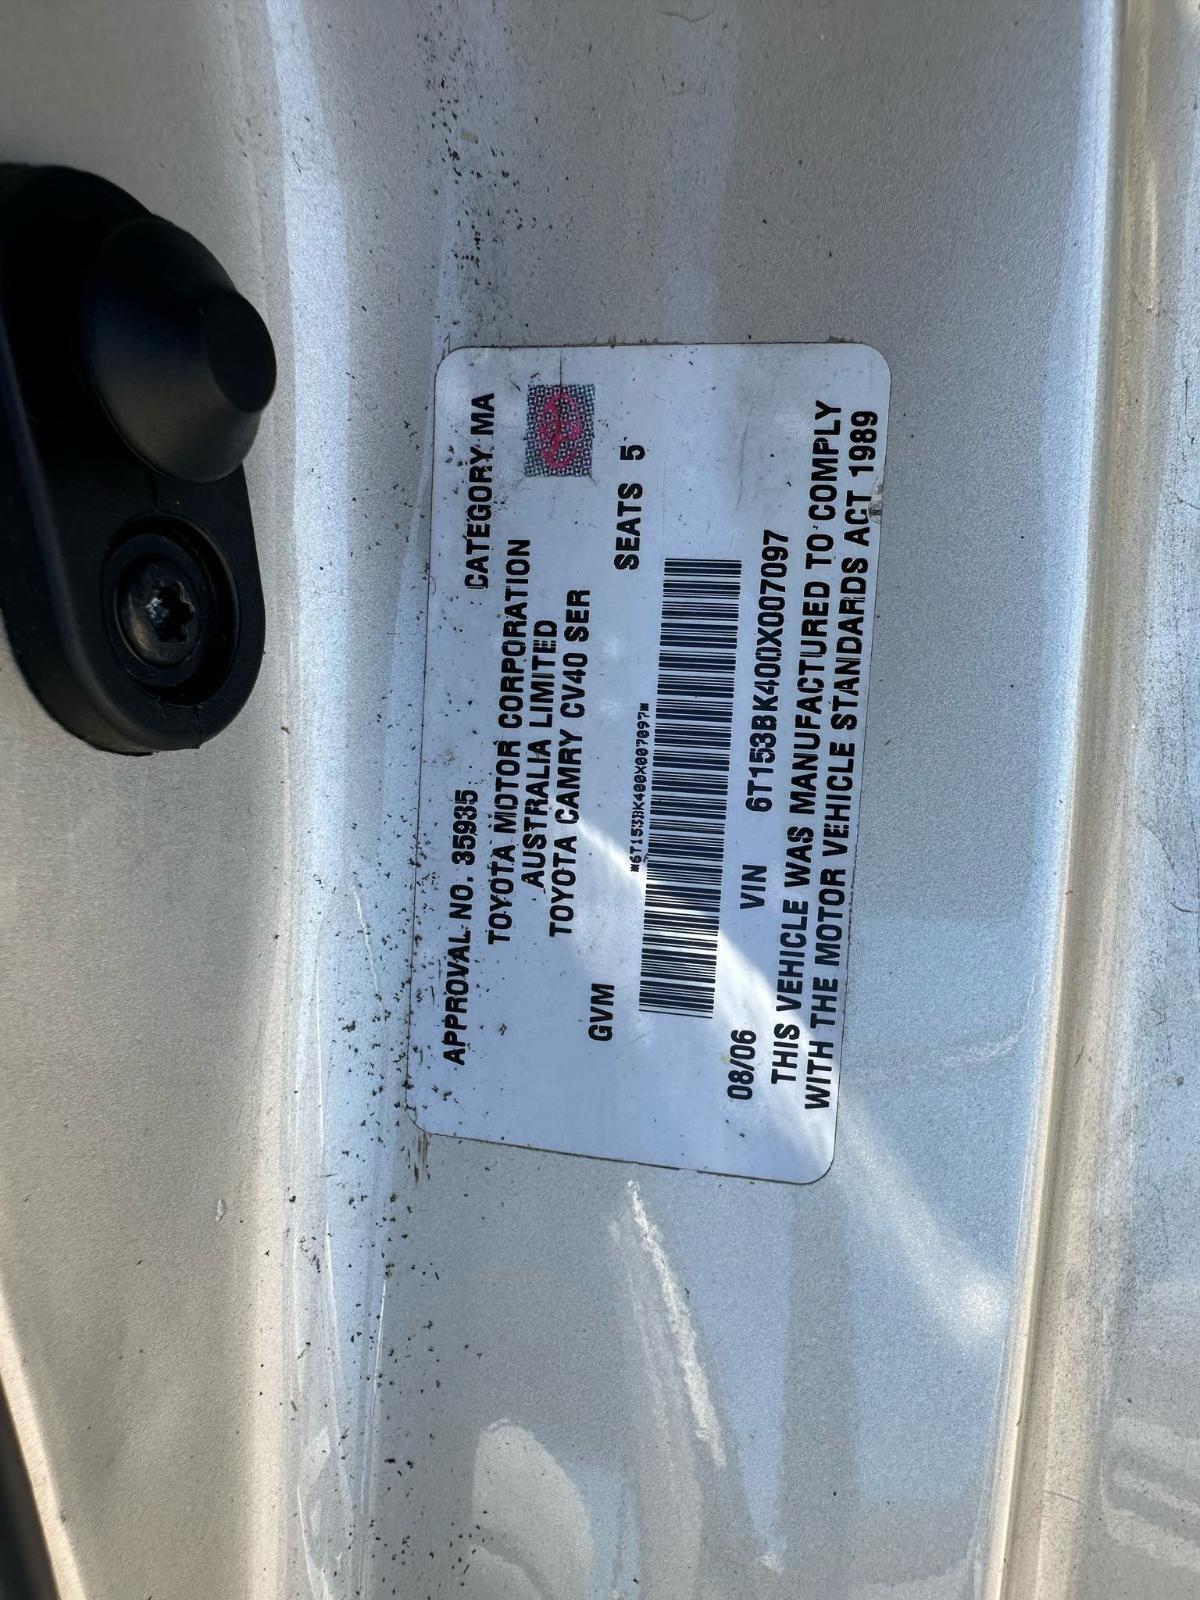 APPROVAL NO. 35935 CATEGORY MA
TOYOTA MOTOR CORPORATION
AUSTRALIA LIMITED
TOYOTA CAMRY CV40 SER
GVM SEATS 5
*6T153BK400X007097*
08/06 VIN 6T153BK400X007097
THIS VEHICLE WAS MANUFACTURED TO COMPLY
WITH THE MOTOR VEHICLE STANDARDS ACT 1989